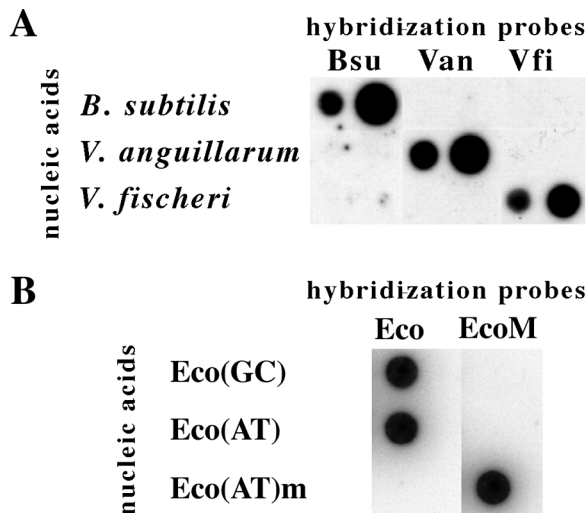 A
hybridization probes
Bsu Van Vfi
nucleic acids
B. subtilis
V. anguillarum
V. fischeri
B
hybridization probes
Eco EcoM
nucleic acids
Eco(GC)
Eco(AT)
Eco(AT)m